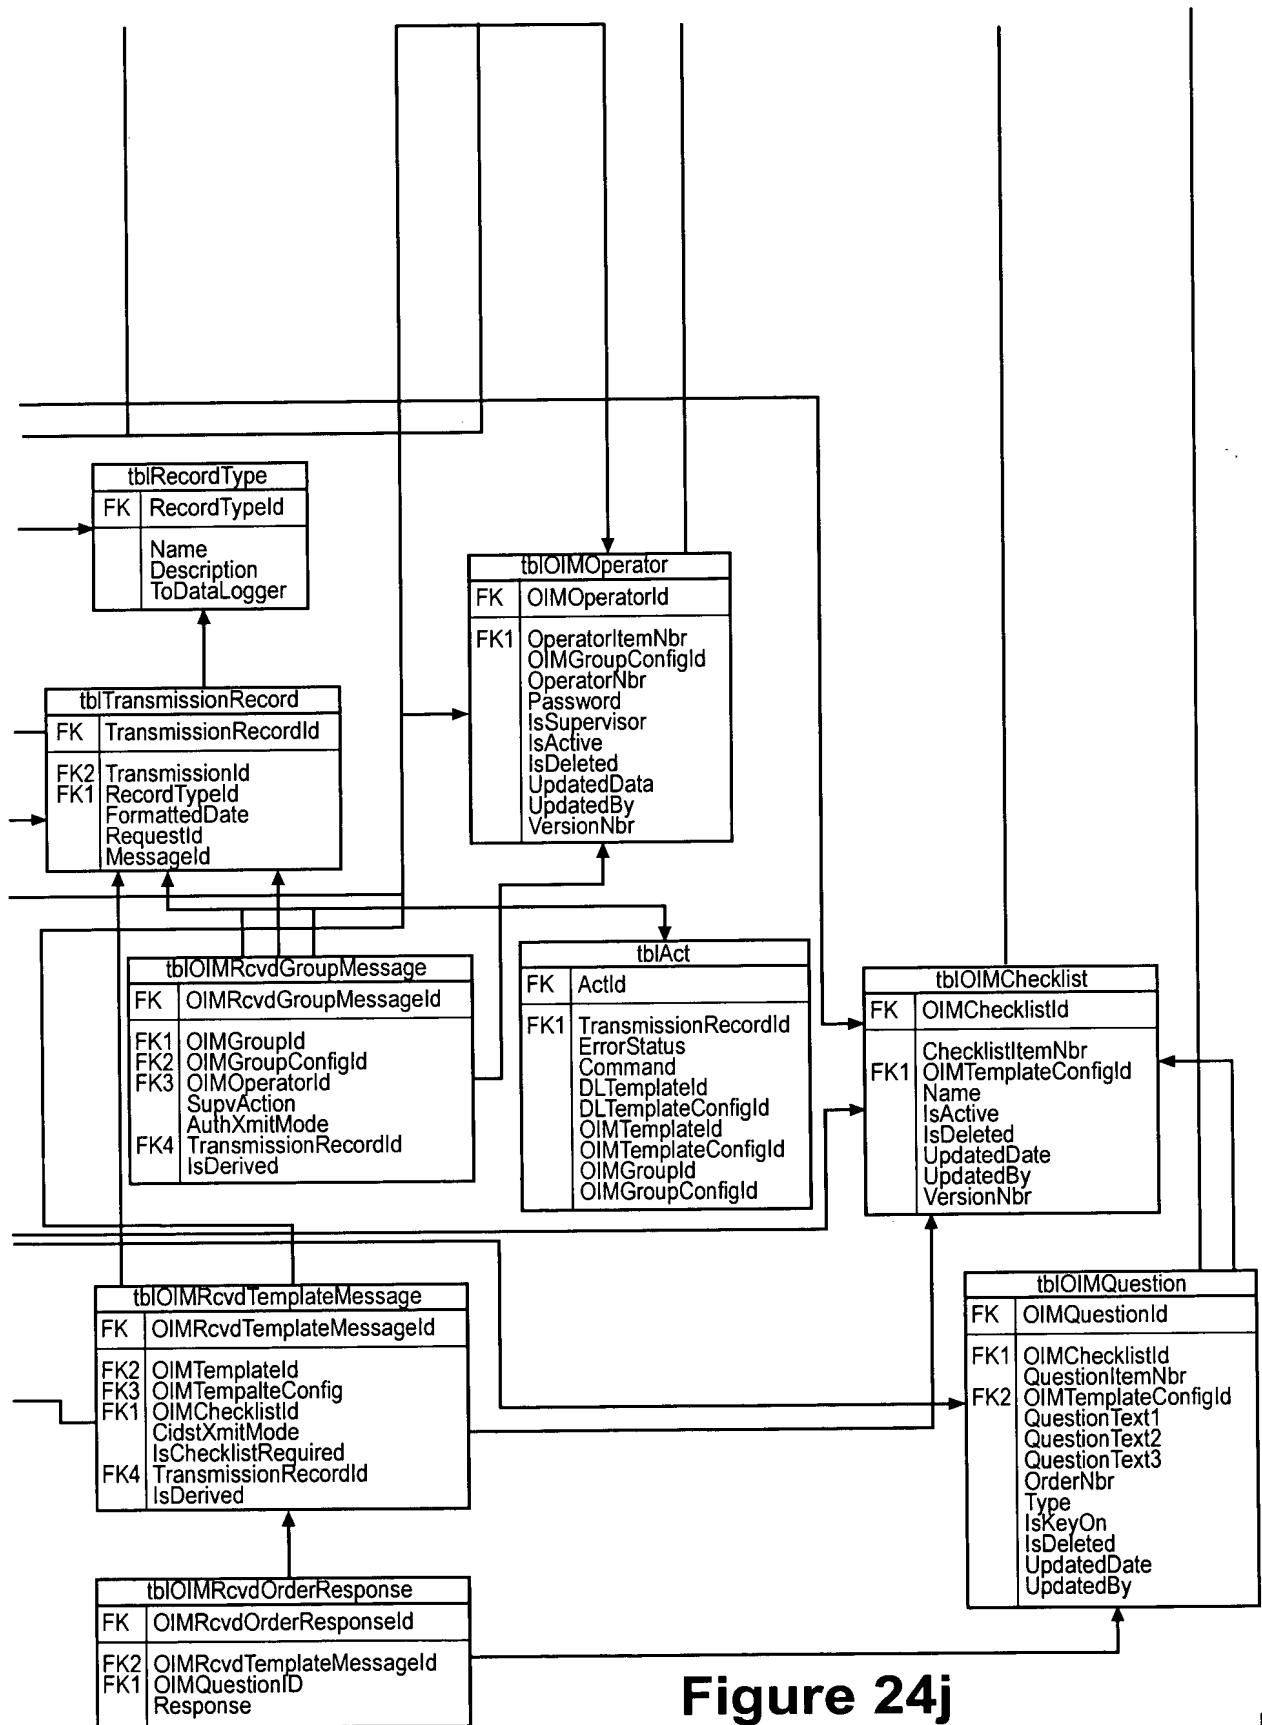 tblRecordType
FK RecordTypeId
Name
Description
ToDataLogger
tblOIMOperator
FK OIMOperatorId
FK1 OperatorItemNbr
OIMGroupConfigId
OperatorNbr
Password
IsSupervisor
IsActive
IsDeleted
UpdatedData
UpdatedBy
VersionNbr
tblTransmissionRecord
FK TransmissionRecordId
FK2 TransmissionId
FK1 RecordTypeId
FormattedDate
RequestId
MessageId
tblOIMRcvdGroupMessage
FK OIMRcvdGroupMessageId
FK1 OIMGroupId
FK2 OIMGroupConfigId
FK3 OIMOperatorId
SupvAction
AuthXmitMode
FK4 TransmissionRecordId
IsDerived
tblAct
FK ActId
FK1 TransmissionRecordId
ErrorStatus
Command
DLTemplateId
DLTemplateConfigId
OIMTemplateId
OIMTemplateConfigId
OIMGroupId
OIMGroupConfigId
tblOIMChecklist
FK OIMChecklistId
ChecklistItemNbr
FK1 OIMTemplateConfigId
Name
IsActive
IsDeleted
UpdatedDate
UpdatedBy
VersionNbr
tblOIMRcvdTemplateMessage
FK OIMRcvdTemplateMessageId
FK2 OIMTemplateId
FK3 OIMTempalteConfig
FK1 OIMChecklistId
CidstXmitMode
IsChecklistRequired
FK4 TransmissionRecordId
IsDerived
tblOIMQuestion
FK OIMQuestionId
FK1 OIMChecklistId
QuestionItemNbr
FK2 OIMTemplateConfigId
QuestionText1
QuestionText2
QuestionText3
OrderNbr
Type
IsKeyOn
IsDeleted
UpdatedDate
UpdatedBy
tblOIMRcvdOrderResponse
FK OIMRcvdOrderResponseId
FK2 OIMRcvdTemplateMessageId
FK1 OIMQuestionID
Response
Figure 24j